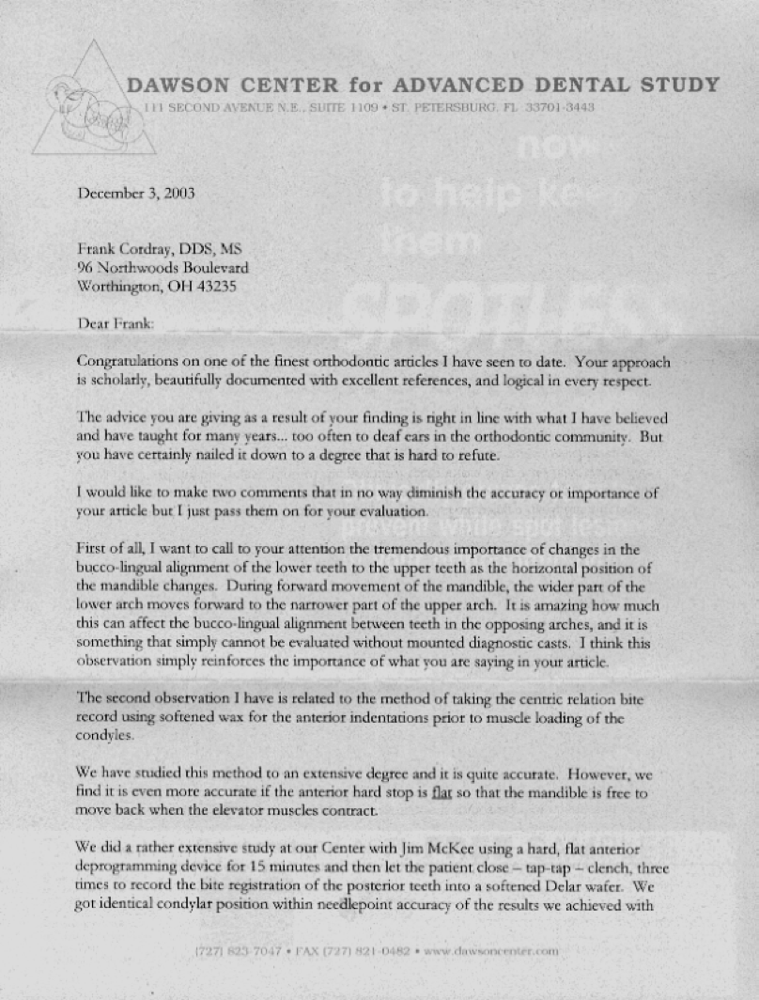 DAWSON CENTER for ADVANCED DENTAL STUDY
111 SECOND AVENUE N.E., SUITE 1109 • ST. PETERSBURG, FL 33701-3443
now
to help keep
them
SPOTLESS
December 3, 2003
Frank Cordray, DDS, MS
96 Northwoods Boulevard
Worthington, OH 43235
Dear Frank:
Congratulations on one of the finest orthodontic articles I have seen to date. Your approach
is scholarly, beautifully documented with excellent references, and logical in every respect.
The advice you are giving as a result of your finding is right in line with what I have believed
and have taught for many years... too often to deaf ears in the orthodontic community. But
you have certainly nailed it down to a degree that is hard to refute.
I would like to make two comments that in no way diminish the accuracy or importance of
your article but I just pass them on for your evaluation.
First of all, I want to call to your attention the tremendous importance of changes in the
bucco-lingual alignment of the lower teeth to the upper teeth as the horizontal position of
the mandible changes. During forward movement of the mandible, the wider part of the
lower arch moves forward to the narrower part of the upper arch. It is amazing how much
this can affect the bucco-lingual alignment between teeth in the opposing arches, and it is
something that simply cannot be evaluated without mounted diagnostic casts. I think this
observation simply reinforces the importance of what you are saying in your article.
The second observation I have is related to the method of taking the centric relation bite
record using softened wax for the anterior indentations prior to muscle loading of the
condyles.
We have studied this method to an extensive degree and it is quite accurate. However, we
find it is even more accurate if the anterior hard stop is flat so that the mandible is free to
move back when the elevator muscles contract.
We did a rather extensive study at our Center with Jim McKee using a hard, flat anterior
deprogramming device for 15 minutes and then let the patient close – tap-tap – clench, three
times to record the bite registration of the posterior teeth into a softened Delar wafer. We
got identical condylar position within needlepoint accuracy of the results we achieved with
(727) 823-7047 • FAX (727) 821-0482 • www.dawsoncenter.com